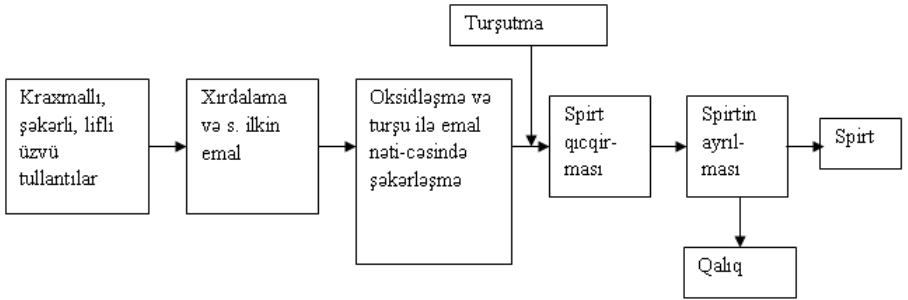 Turşutma
Kraxmallı,
şəkərli, lifli
üzvü
tullantılar
Xırdalama
və s. ilkin
emal
Oksidləşmə və
turşu ilə emal
nəti-cəsində
şəkərləşmə
Spirt
qıcqir-
ması
Spirtin
ayrıl-
ması
Spirt
Qalıq